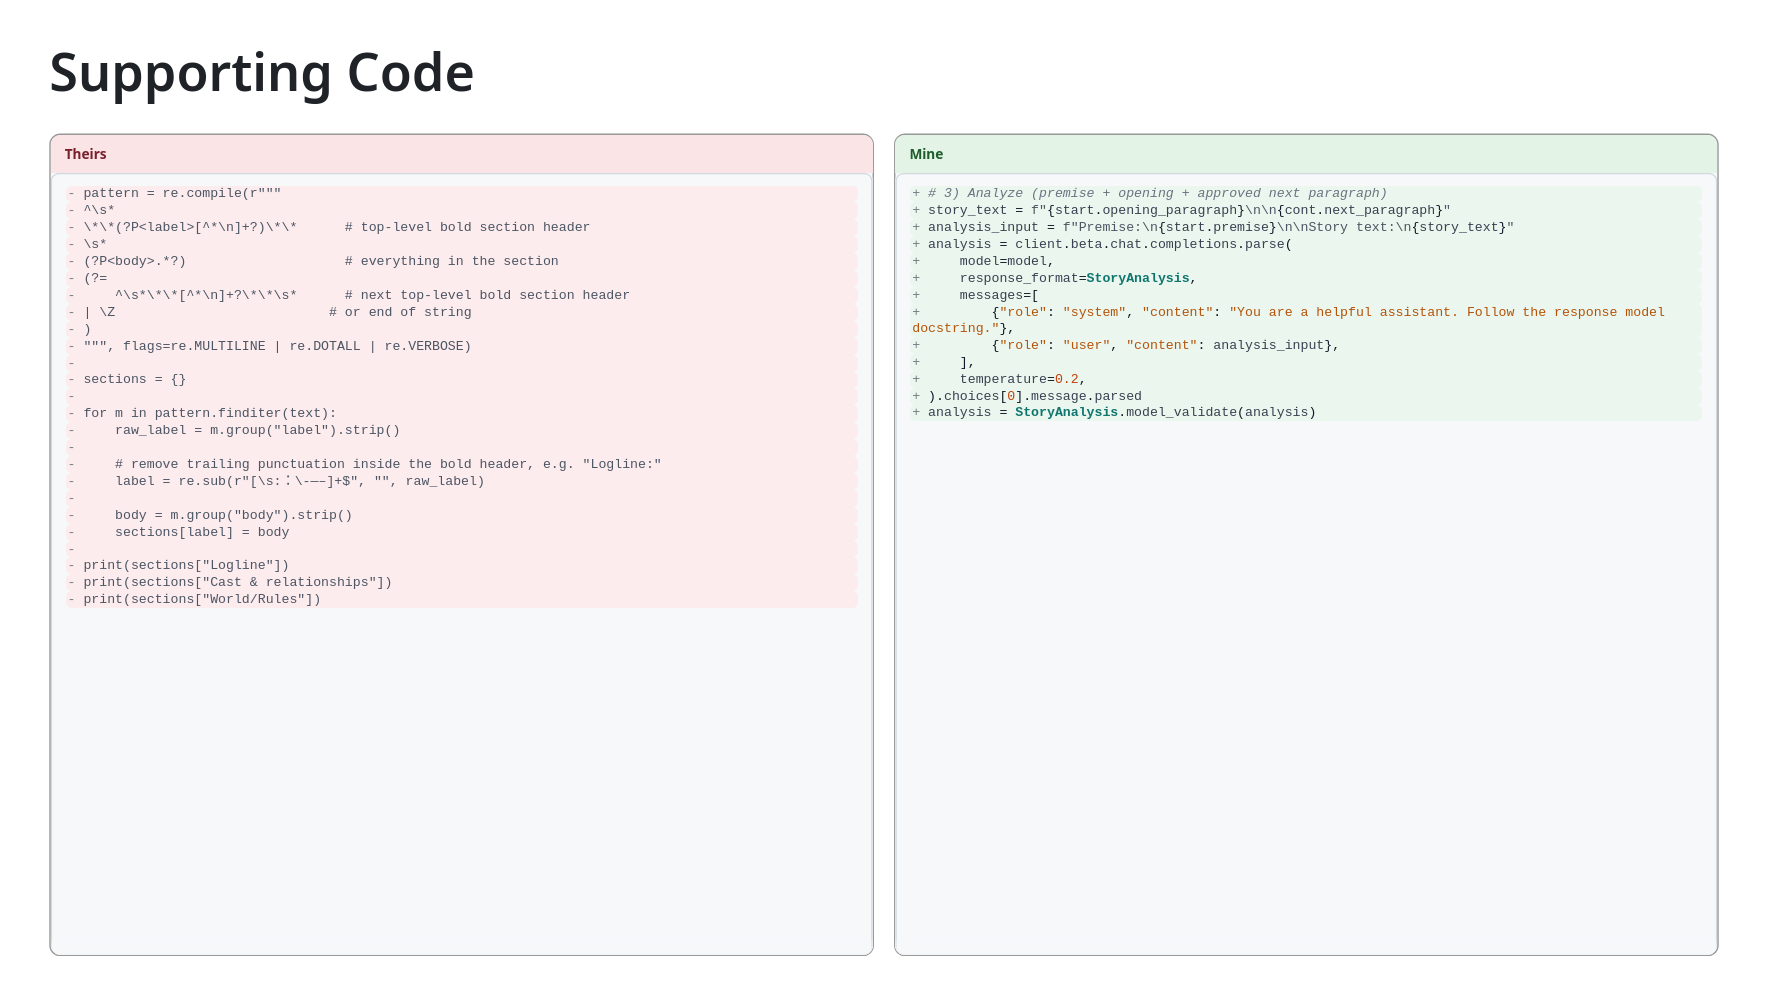 Supporting Code
Theirs
- pattern = re.compile(r"""
- ^\s*
- \*\*(?P<label>[^*\n]+?)\*\*      # top-level bold section header
- \s*
- (?P<body>.*?)                    # everything in the section
- (?=
-     ^\s*\*\*[^*\n]+?\*\*\s*      # next top-level bold section header
- | \Z                           # or end of string
- )
- """, flags=re.MULTILINE | re.DOTALL | re.VERBOSE)
-
- sections = {}
-
- for m in pattern.finditer(text):
-     raw_label = m.group("label").strip()
-
-     # remove trailing punctuation inside the bold header, e.g. "Logline:"
-     label = re.sub(r"[\s:：\-—–]+$", "", raw_label)
-
-     body = m.group("body").strip()
-     sections[label] = body
-
- print(sections["Logline"])
- print(sections["Cast & relationships"])
- print(sections["World/Rules"])
Mine
+ # 3) Analyze (premise + opening + approved next paragraph)
+ story_text = f"{start.opening_paragraph}\n\n{cont.next_paragraph}"
+ analysis_input = f"Premise:\n{start.premise}\n\nStory text:\n{story_text}"
+ analysis = client.beta.chat.completions.parse(
+     model=model,
+     response_format=StoryAnalysis,
+     messages=[
+         {"role": "system", "content": "You are a helpful assistant. Follow the response model
docstring."},
+         {"role": "user", "content": analysis_input},
+     ],
+     temperature=0.2,
+ ).choices[0].message.parsed
+ analysis = StoryAnalysis.model_validate(analysis)